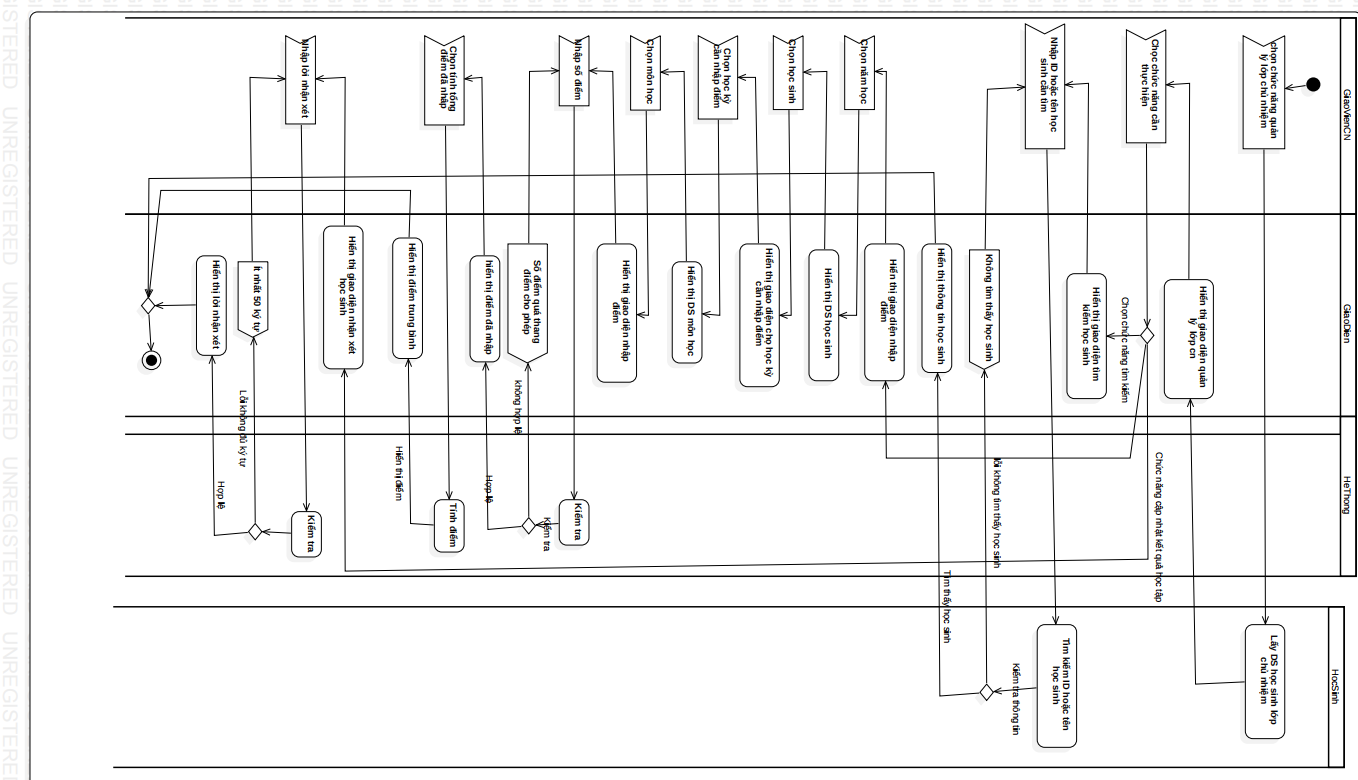 GiaoVienCN
GiaoDien
HeThong
HocSinh
chọn chức năng quản
lý lớp chủ nhiệm
Chọc chức năng cần
thực hiện
Nhập ID hoặc tên học
sinh cần tìm
Chọn năm học
Chọn học sinh
Chọn học kỳ
cần nhập điểm
Chọn môn học
Nhập số điểm
Chọn tính tổng
điểm đã nhập
Nhập lời nhận xét
Hiển thị giao diện quản
lý lớp cn
Chọn chức năng tìm kiếm
Hiển thị giao diện tìm
kiếm học sinh
Không tìm thấy học sinh
Hiển thị thông tin học sinh
Hiển thị giao diện nhập
điểm
Hiển thị DS học sinh
Hiển thị giao diện cho học kỳ
cần nhập điểm
Hiển thị DS môn học
Hiển thị giao diện nhập
điểm
Số điểm quá thang
điểm cho phép
hiển thị điểm đã nhập
Hiển thị điểm trung bình
Hiển thị giao diện nhận xét
học sinh
Ít nhất 50 ký tự
Hiển thị lời nhận xét
Chức năng cập nhật kết quả học tập
lỗi không tìm thấy học sinh
Tìm thấy học sinh
không hợp lệ
Kiểm tra
Kiểm tra
Hợp lệ
Tính điểm
Hiển thị điểm
Kiểm tra
Lỗi không đủ ký tự
Hợp lệ
Lấy DS học sinh lớp
chủ nhiệm
Tìm kiếm ID hoặc tên
học sinh
Kiểm tra thông tin
UNREGISTERED UNREGISTERED UNREGISTERED